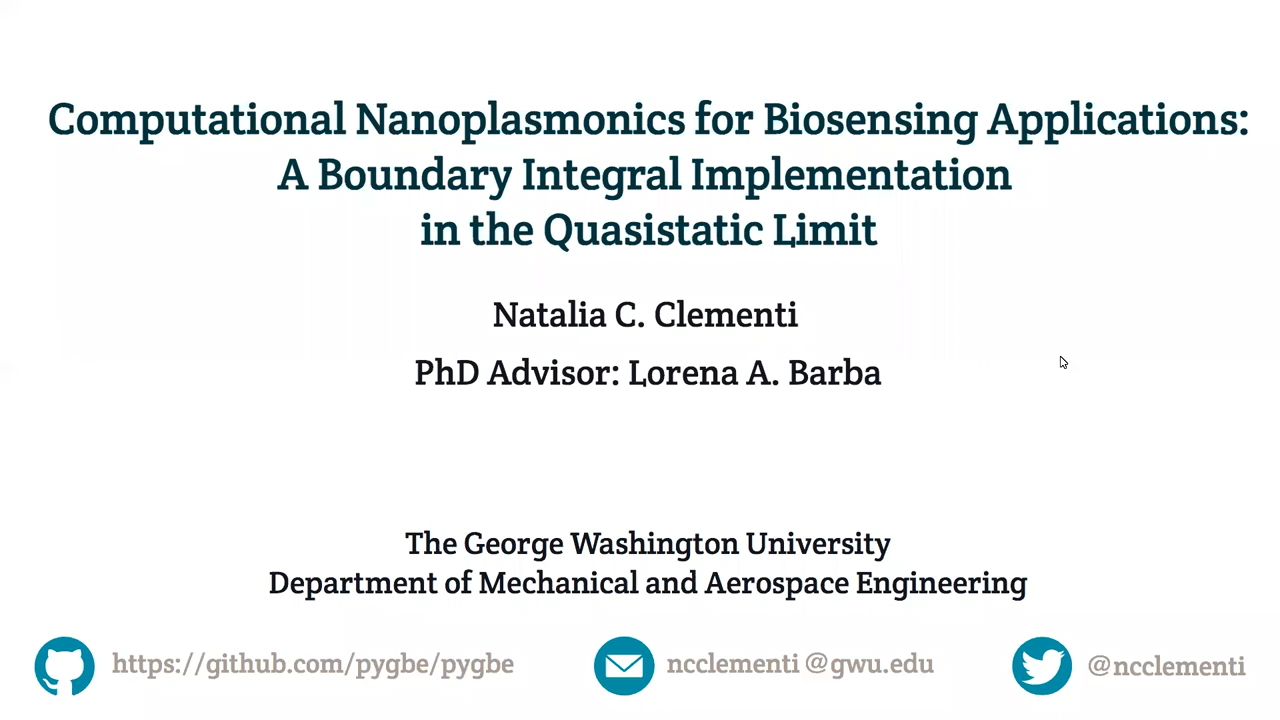 Computational Nanoplasmonics for Biosensing Applications:
A Boundary Integral Implementation
in the Quasistatic Limit
Natalia C. Clementi
PhD Advisor: Lorena A. Barba
The George Washington University
Department of Mechanical and Aerospace Engineering
https://github.com/pygbe/pygbe
ncclementi@gwu.edu
@ncclementi